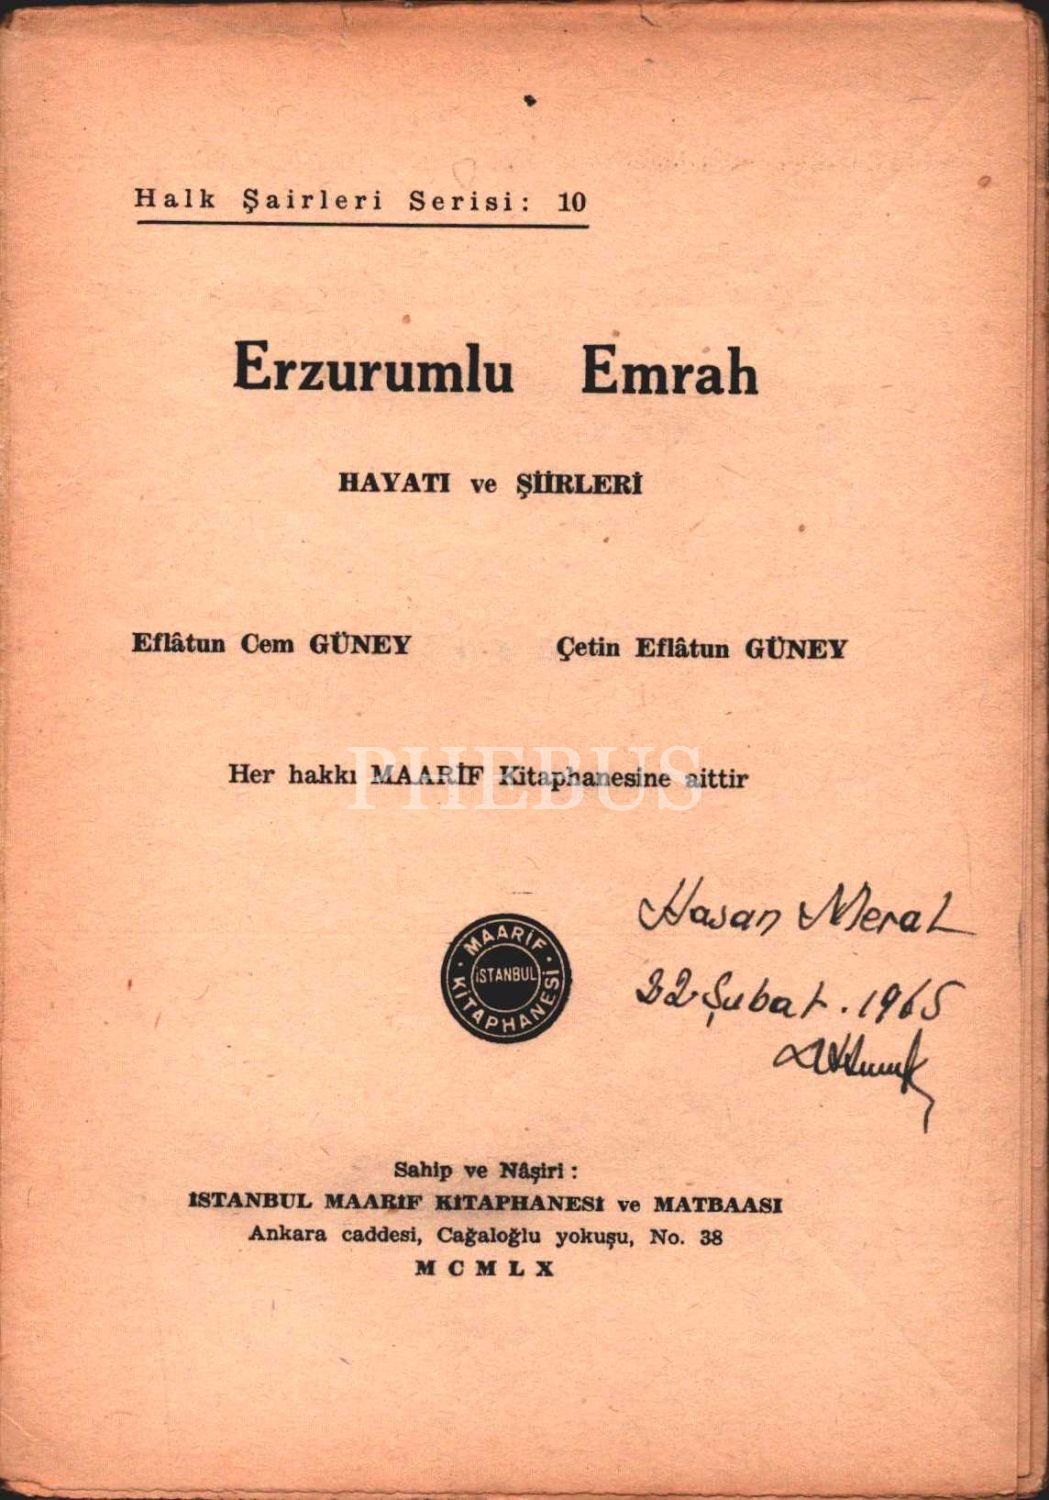 Halk Şairleri Serisi: 10
Erzurumlu Emrah
HAYATI ve ŞİİRLERİ
Eflâtun Cem GÜNEY Çetin Eflâtun GÜNEY
Her hakkı MAARİF Kitaphanesine aittir
PHEBUS
MAARİF KİTAPHANESİ
İSTANBUL
Hasan Meral
22 Şubat. 1965
Sahip ve Nâşiri :
İSTANBUL MAARİF KİTAPHANESİ ve MATBAASI
Ankara caddesi, Cağaloğlu yokuşu, No. 38
MCMLX